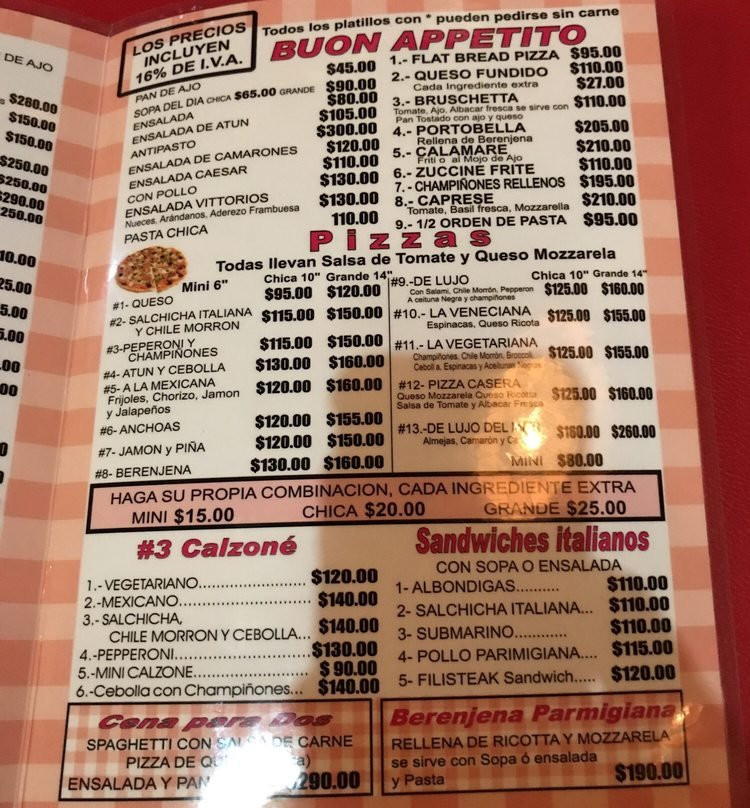 DE AJO
$280.00
$150.00
$150.00
$250.00
$250.00
$290.00
250.00
LOS PRECIOS
INCLUYEN
16% DE I.V.A.
Todos los platillos con * pueden pedirse sin carne
BUON APPETITO
PAN DE AJO $45.00
SOPA DEL DIA CHICA $65.00 GRANDE $90.00
ENSALADA $80.00
ENSALADA DE ATUN $105.00
ANTIPASTO $300.00
ENSALADA DE CAMARONES $120.00
ENSALADA CAESAR $110.00
CON POLLO $130.00
ENSALADA VITTORIOS $130.00
Nueces, Arándanos, Aderezo Frambuesa
PASTA CHICA 110.00
1.- FLAT BREAD PIZZA $95.00
2.- QUESO FUNDIDO $110.00
Cada Ingrediente extra $27.00
3.- BRUSCHETTA $110.00
Tomate, Ajo, Albacar fresca se sirve con
Pan Tostado con ajo y queso
4.- PORTOBELLA $205.00
Rellena de Berenjena
5.- CALAMARE $210.00
Friti o al Mojo de Ajo
6.- ZUCCINE FRITE $110.00
7.- CHAMPIÑONES RELLENOS $195.00
8.- CAPRESE $210.00
Tomate, Basil fresca, Mozzarella
9.- 1/2 ORDEN DE PASTA $95.00
Pizzas
Todas llevan Salsa de Tomate y Queso Mozzarela
Mini 6" Chica 10" Grande 14"
#1- QUESO $95.00 $120.00
#2- SALCHICHA ITALIANA $115.00 $150.00
Y CHILE MORRON
#3-PEPERONI Y $115.00 $150.00
CHAMPIÑONES
#4- ATUN Y CEBOLLA $130.00 $160.00
#5- A LA MEXICANA $120.00 $160.00
Frijoles, Chorizo, Jamon
y Jalapeños
#6- ANCHOAS $120.00 $155.00
#7- JAMON y PIÑA $120.00 $150.00
#8- BERENJENA $130.00 $160.00
Chica 10" Grande 14"
#9.-DE LUJO $125.00 $160.00
Con Salami, Chile Morrón, Pepperon
A ceituna Negra y champiñones
#10.- LA VENECIANA $125.00 $155.00
Espinacas, Queso Ricota
#11.- LA VEGETARIANA $125.00 $155.00
Champiñones, Chile Morrón, Broccoli,
Ceboll a, Espinacas y Aceitunas Negras
#12- PIZZA CASERA $125.00 $160.00
Queso Mozzarela Queso Ricotta
Salsa de Tomate y Albacar Fresca
#13.-DE LUJO DEL $160.00 $260.00
Almejas, Camarón y
MINI $80.00
HAGA SU PROPIA COMBINACION, CADA INGREDIENTE EXTRA
MINI $15.00 CHICA $20.00 GRANDE $25.00
#3 Calzoné
1.- VEGETARIANO.................... $120.00
2.-MEXICANO........................ $140.00
3.- SALCHICHA,
CHILE MORRON Y CEBOLLA... $140.00
4.-PEPPERONI....................... $130.00
5.-MINI CALZONE.................... $ 90.00
6.-Cebolla con Champiñones... $140.00
Sandwiches italianos
CON SOPA O ENSALADA
1- ALBONDIGAS.......... $110.00
2- SALCHICHA ITALIANA... $110.00
3- SUBMARINO............ $110.00
4- POLLO PARIMIGIANA.... $115.00
5- FILISTEAK Sandwich..... $120.00
Cena para Dos
SPAGHETTI CON SALSA DE CARNE
PIZZA DE
ENSALADA Y PAN $290.00
Berenjena Parmigiana
RELLENA DE RICOTTA Y MOZZARELA
se sirve con Sopa ó ensalada
y Pasta $190.00